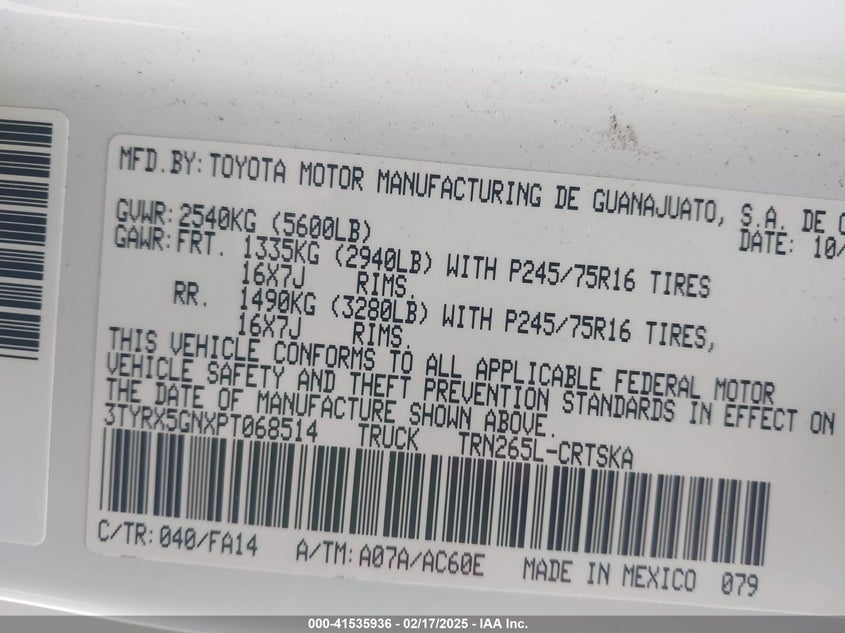 MFD.BY: TOYOTA MOTOR MANUFACTURING DE GUANAJUATO, S.A. DE
DATE: 10/
GVWR: 2540KG (5600LB)
GAWR: FRT. 1335KG (2940LB) WITH P245/75R16 TIRES
16X7J RIMS.
RR. 1490KG (3280LB) WITH P245/75R16 TIRES,
16X7J RIMS.
THIS VEHICLE CONFORMS TO ALL APPLICABLE FEDERAL MOTOR
VEHICLE SAFETY AND THEFT PREVENTION STANDARDS IN EFFECT ON
THE DATE OF MANUFACTURE SHOWN ABOVE.
3TYRX5GNXPT068514 TRUCK TRN265L-CRTSKA
C/TR: 040/FA14 A/TM: A07A/AC60E MADE IN MEXICO 079
000-41535936 - 02/17/2025 - IAA Inc.